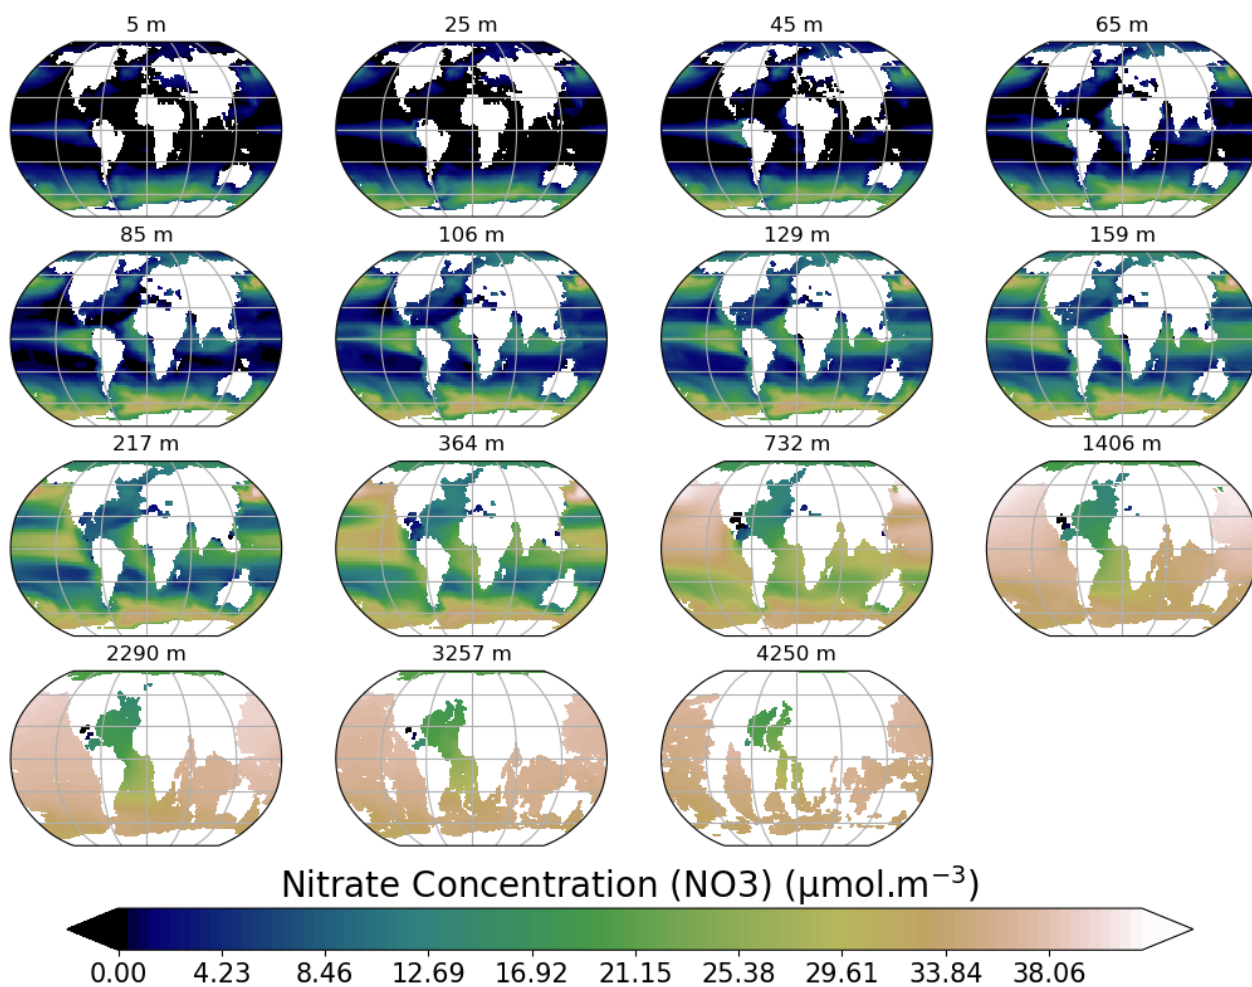 5 m 25 m 45 m 65 m
85 m 106 m 129 m 159 m
217 m 364 m 732 m 1406 m
2290 m 3257 m 4250 m
Nitrate Concentration (NO3) (μmol.m⁻³)
0.00 4.23 8.46 12.69 16.92 21.15 25.38 29.61 33.84 38.06